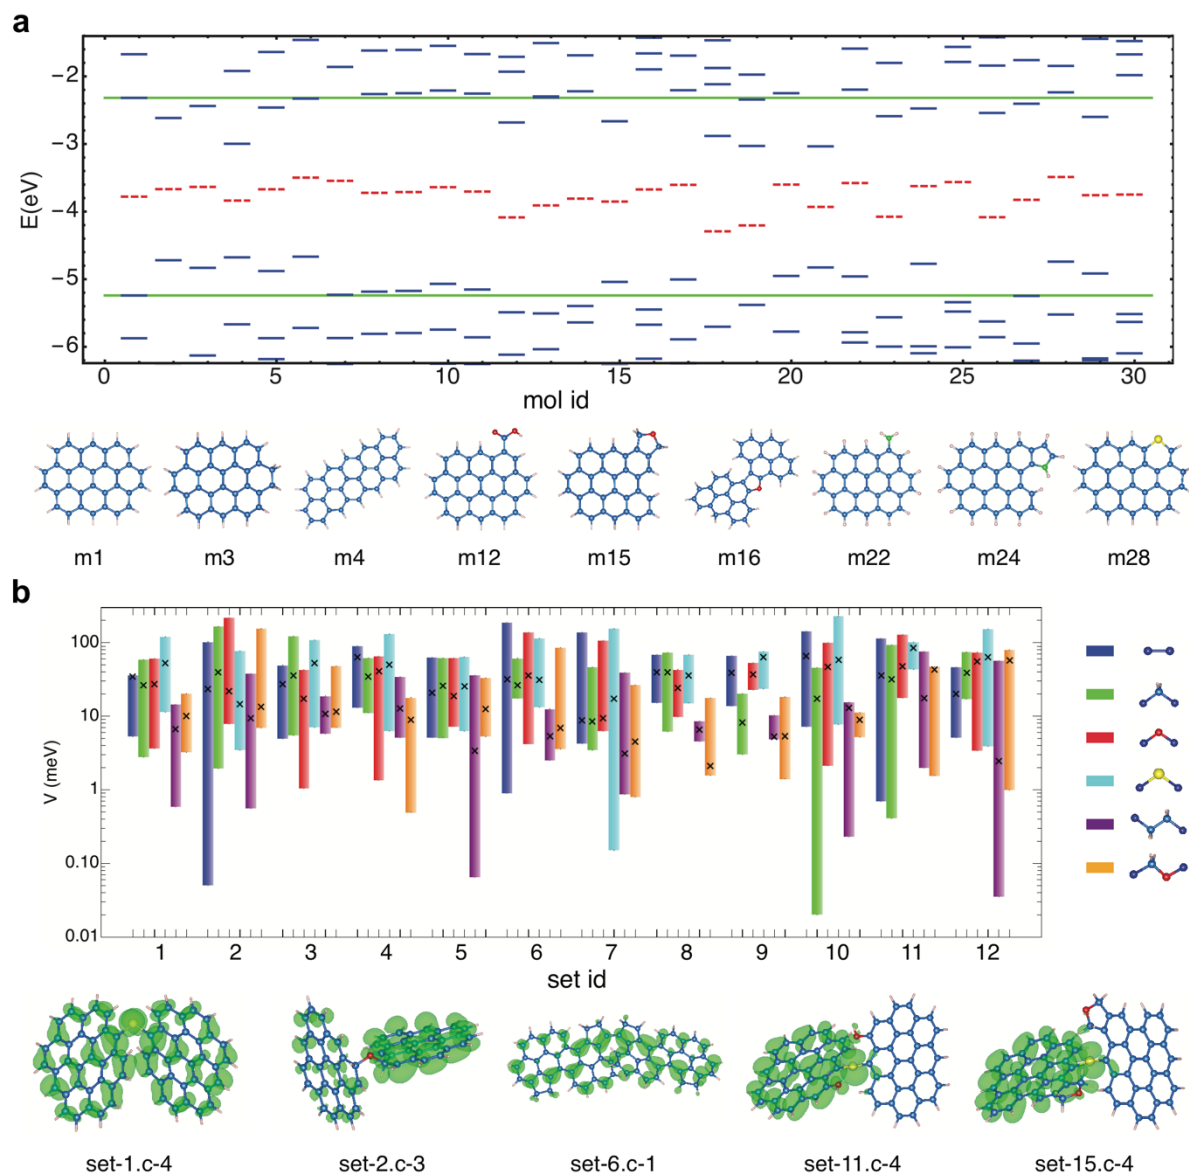 a
E(eV)
−2
−3
−4
−5
−6
0 5 10 15 20 25 30
mol id
m1 m3 m4 m12 m15 m16 m22 m24 m28
b
V (meV)
100
10
1
0.10
0.01
1 2 3 4 5 6 7 8 9 10 11 12
set id
set-1.c-4 set-2.c-3 set-6.c-1 set-11.c-4 set-15.c-4